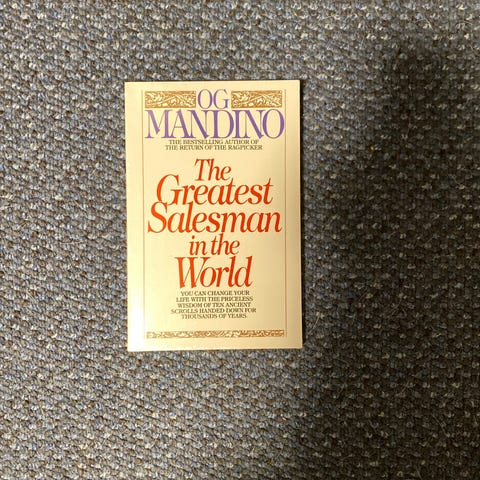 OG
MANDINO
THE BESTSELLING AUTHOR OF
THE RETURN OF THE RAGPICKER
The
Greatest
Salesman
in the
World
YOU CAN CHANGE YOUR
LIFE WITH THE PRICELESS
WISDOM OF TEN ANCIENT
SCROLLS HANDED DOWN FOR
THOUSANDS OF YEARS.